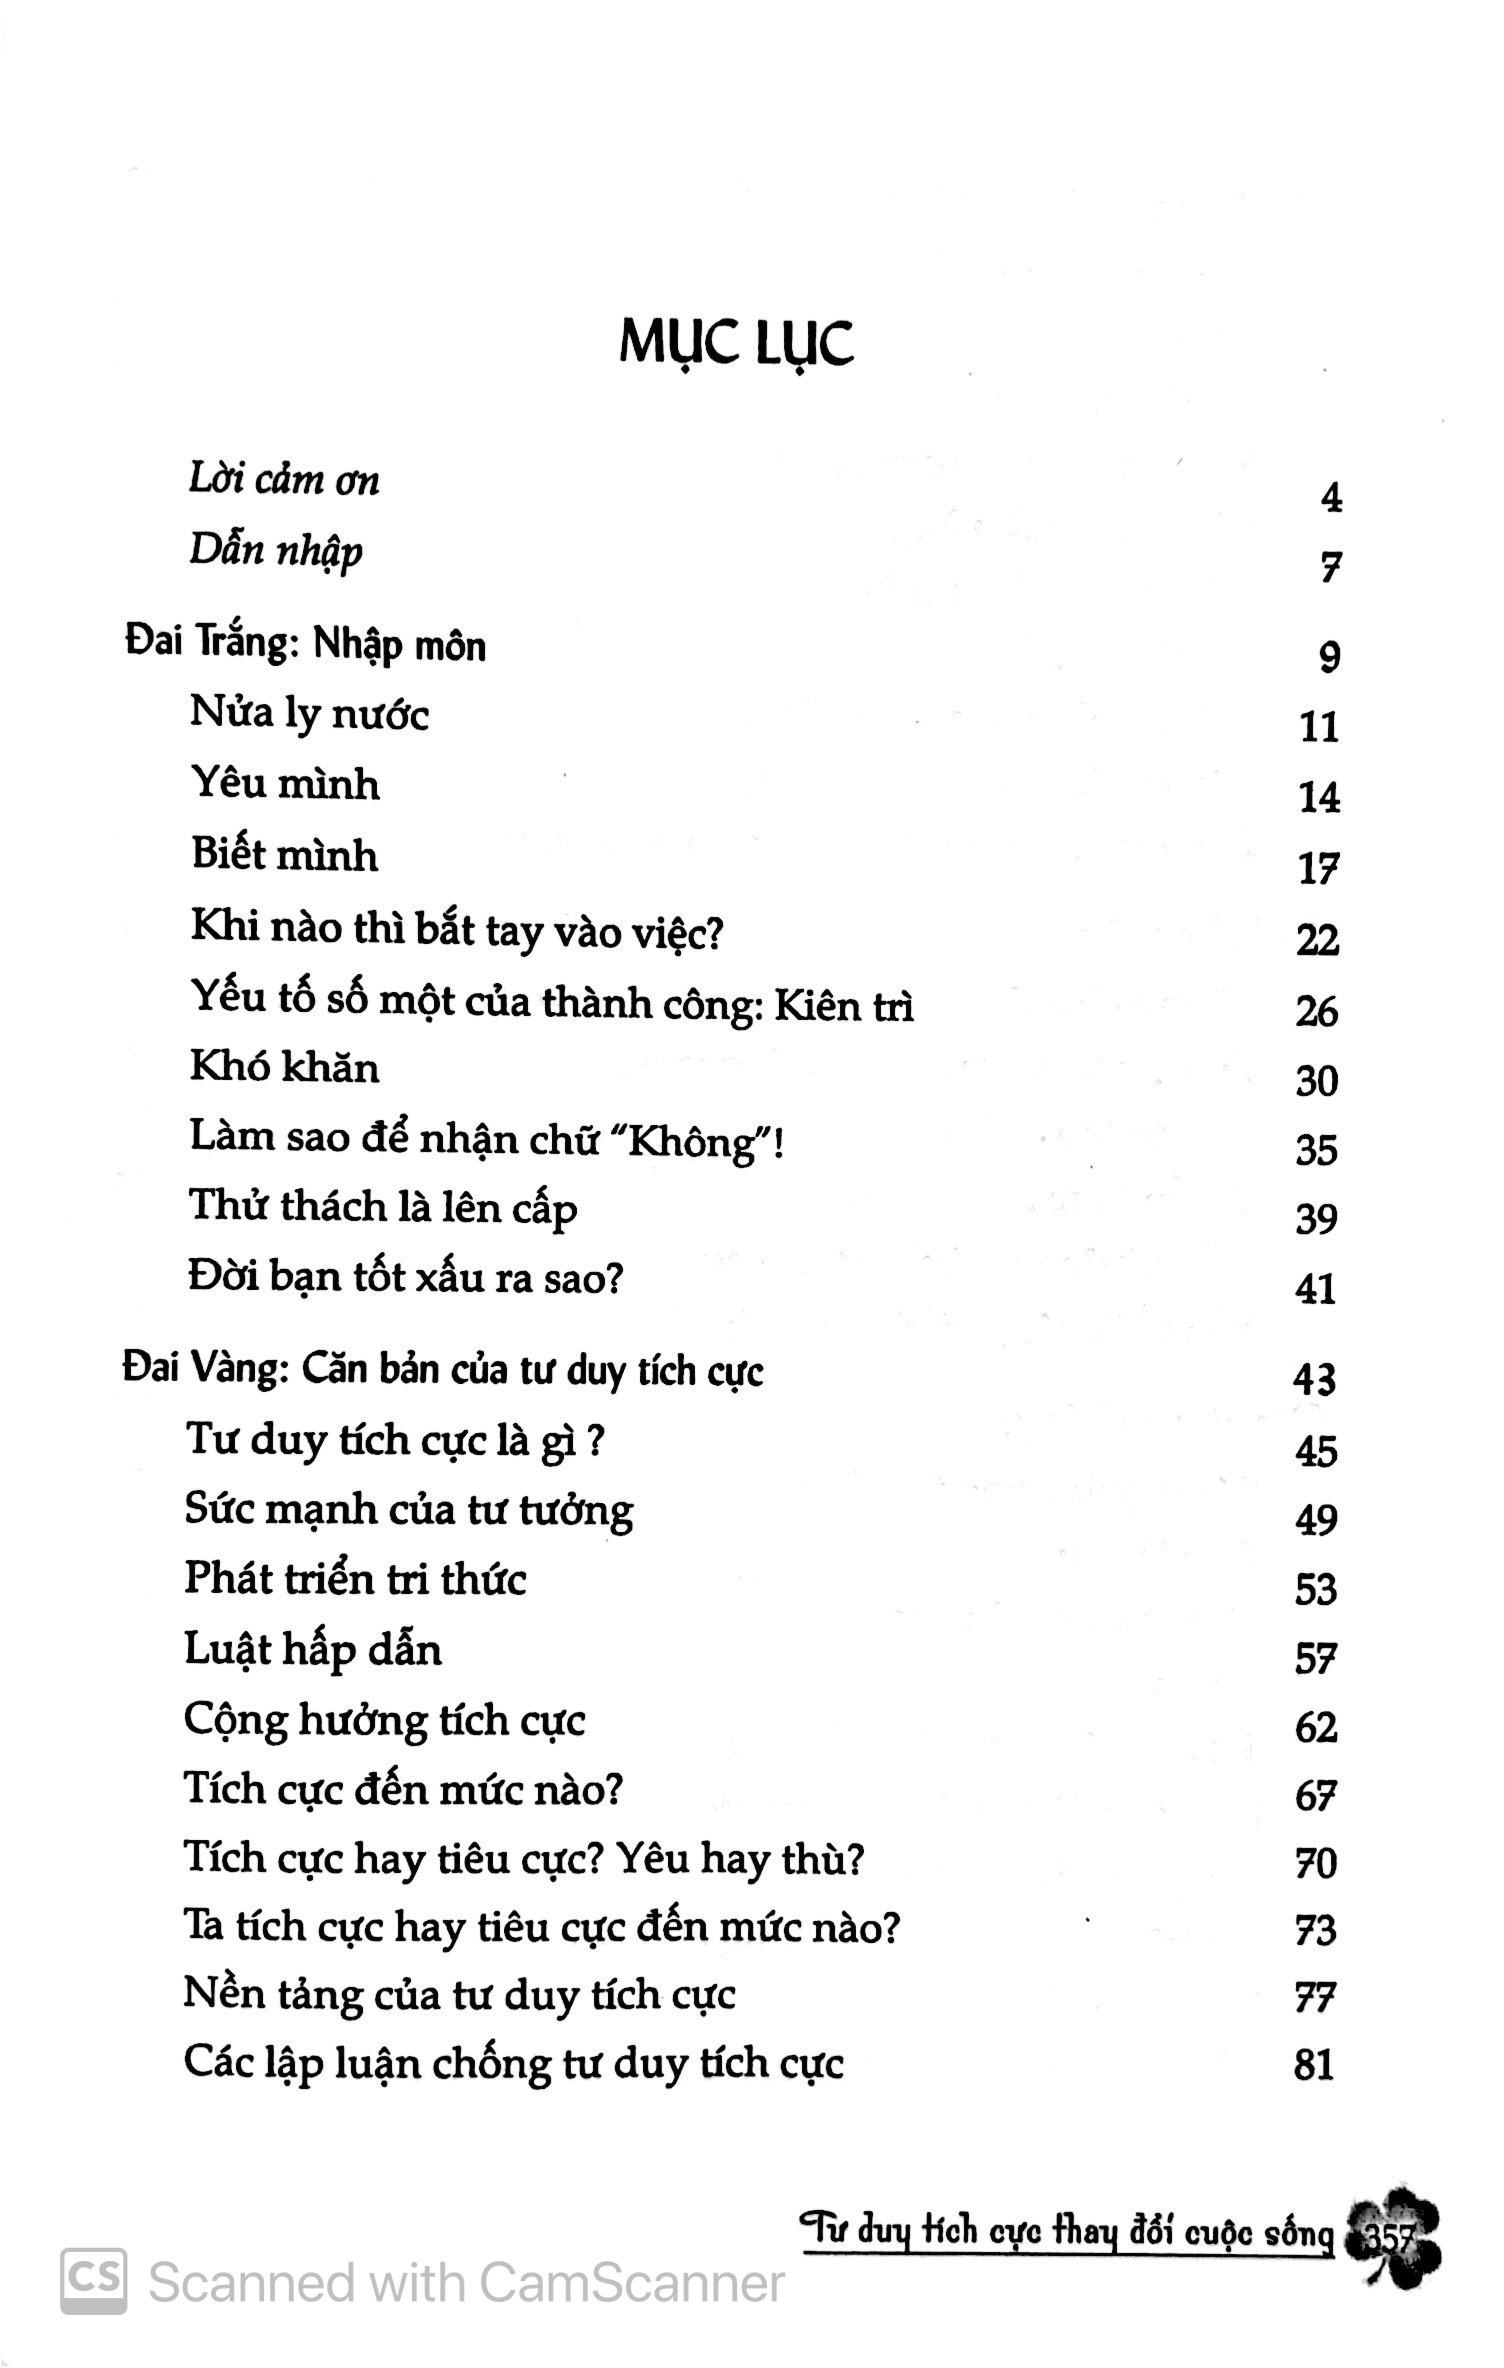 MỤC LỤC
Lời cảm ơn 4
Dẫn nhập 7
Đai Trắng: Nhập môn 9
Nửa ly nước 11
Yêu mình 14
Biết mình 17
Khi nào thì bắt tay vào việc? 22
Yếu tố số một của thành công: Kiên trì 26
Khó khăn 30
Làm sao để nhận chữ “Không”! 35
Thử thách là lên cấp 39
Đời bạn tốt xấu ra sao? 41
Đai Vàng: Căn bản của tư duy tích cực 43
Tư duy tích cực là gì ? 45
Sức mạnh của tư tưởng 49
Phát triển tri thức 53
Luật hấp dẫn 57
Cộng hưởng tích cực 62
Tích cực đến mức nào? 67
Tích cực hay tiêu cực? Yêu hay thù? 70
Ta tích cực hay tiêu cực đến mức nào? 73
Nền tảng của tư duy tích cực 77
Các lập luận chống tư duy tích cực 81
Tư duy tích cực thay đổi cuộc sống 357
CS Scanned with CamScanner